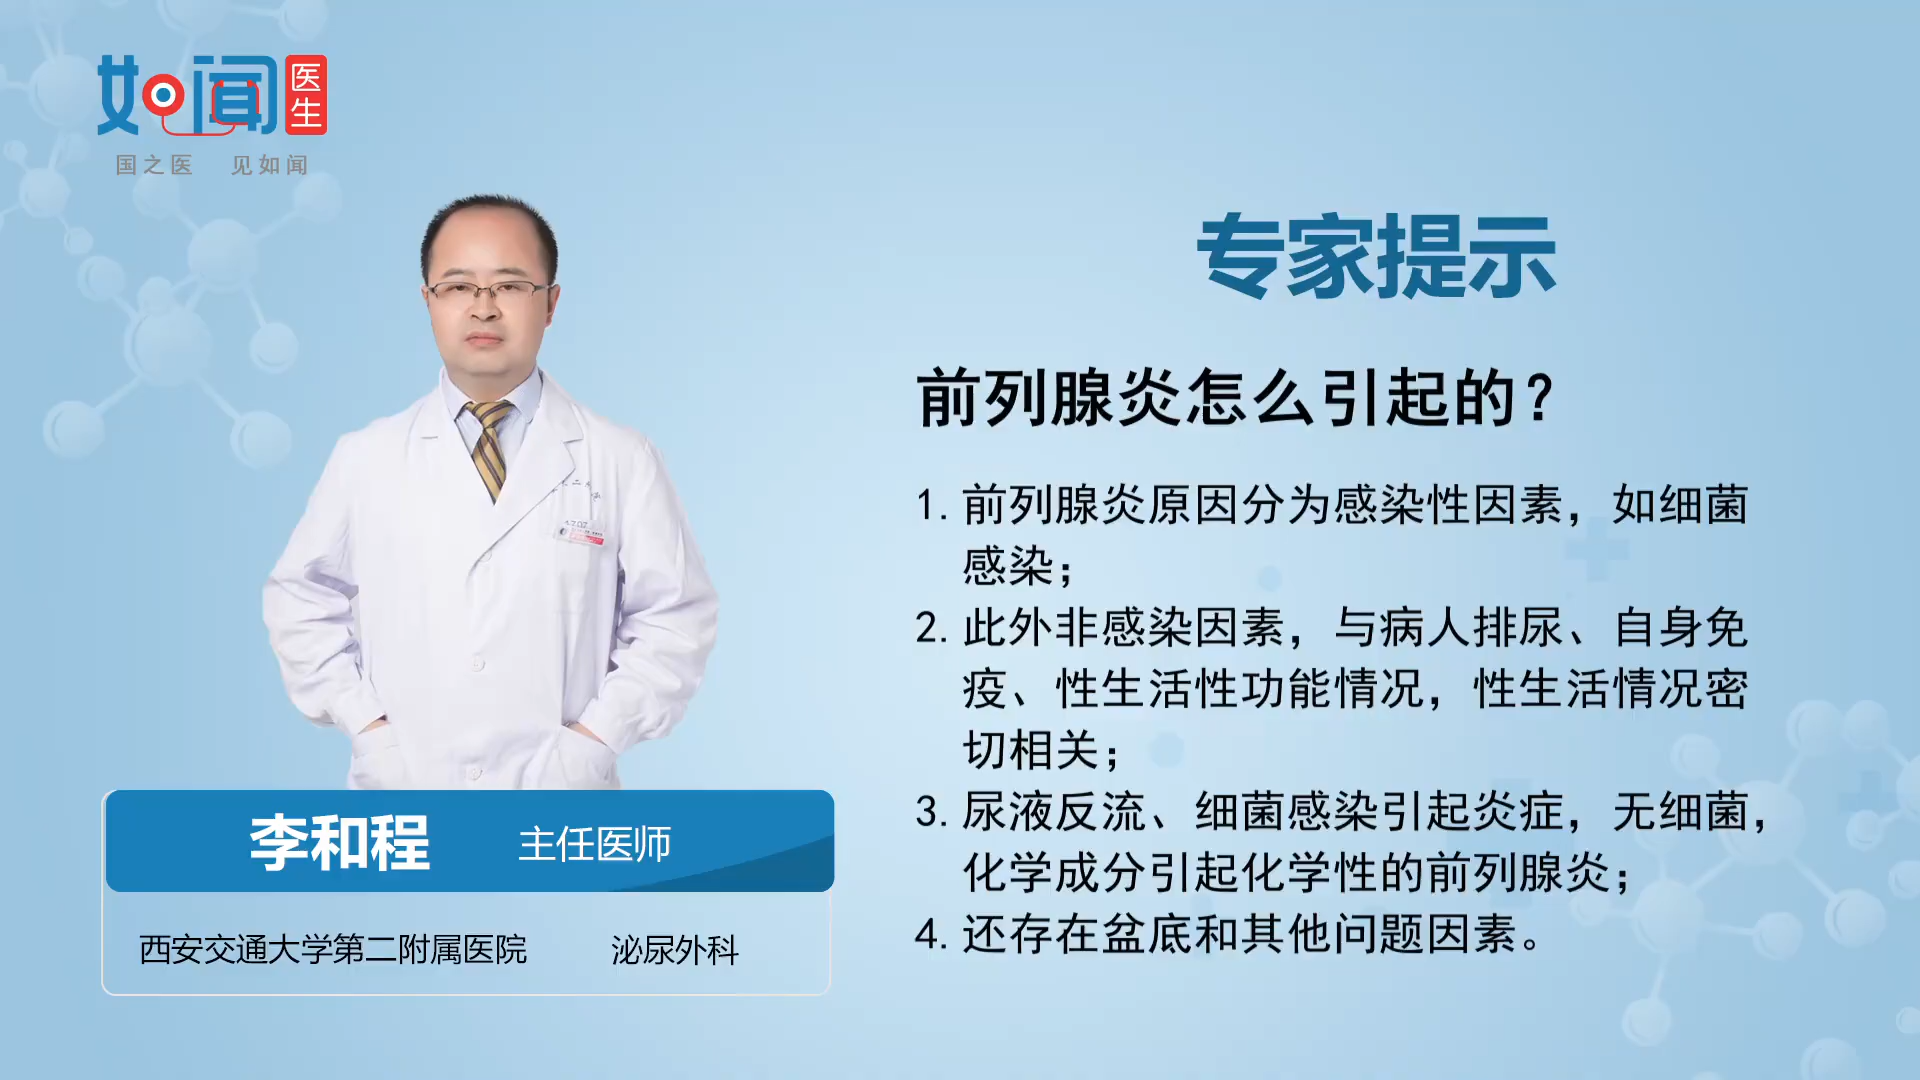 如闻医生
国之医 见如闻
专家提示
前列腺炎怎么引起的？
1. 前列腺炎原因分为感染性因素，如细菌
感染；
2. 此外非感染因素，与病人排尿、自身免
疫、性生活性功能情况，性生活情况密
切相关；
3. 尿液反流、细菌感染引起炎症，无细菌，
化学成分引起化学性的前列腺炎；
4. 还存在盆底和其他问题因素。
李和程 主任医师
西安交通大学第二附属医院 泌尿外科